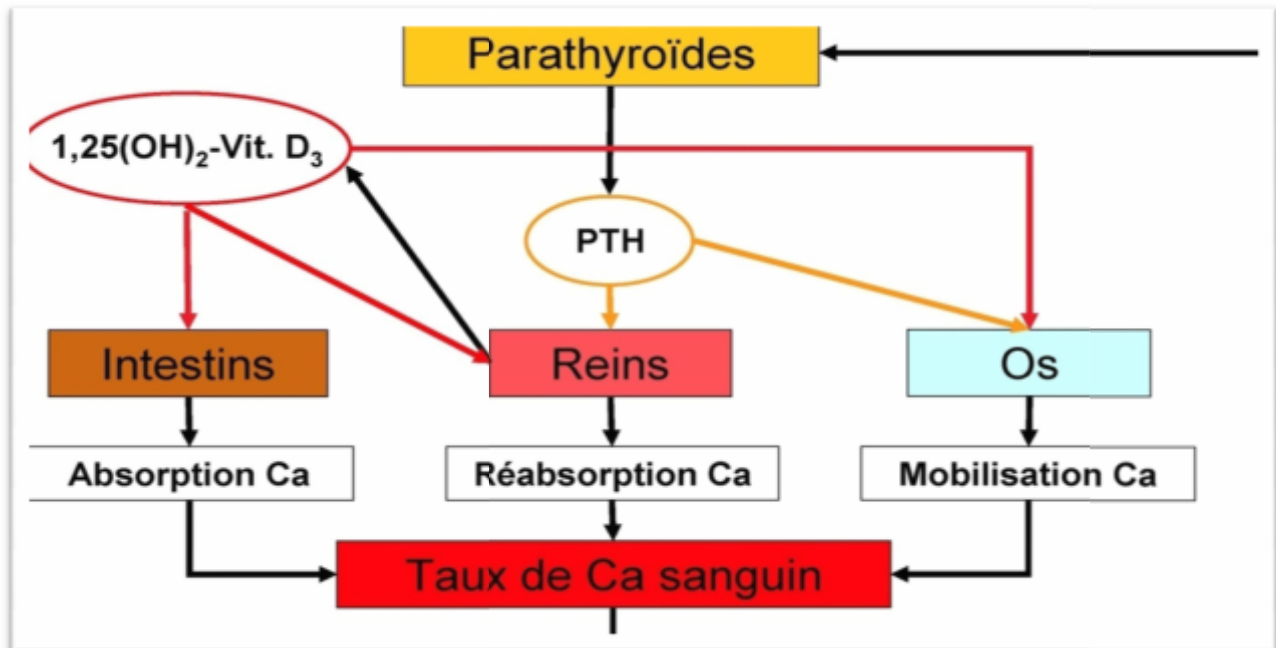 Parathyroïdes
1,25(OH)₂-Vit. D₃
PTH
Intestins
Reins
Os
Absorption Ca
Réabsorption Ca
Mobilisation Ca
Taux de Ca sanguin